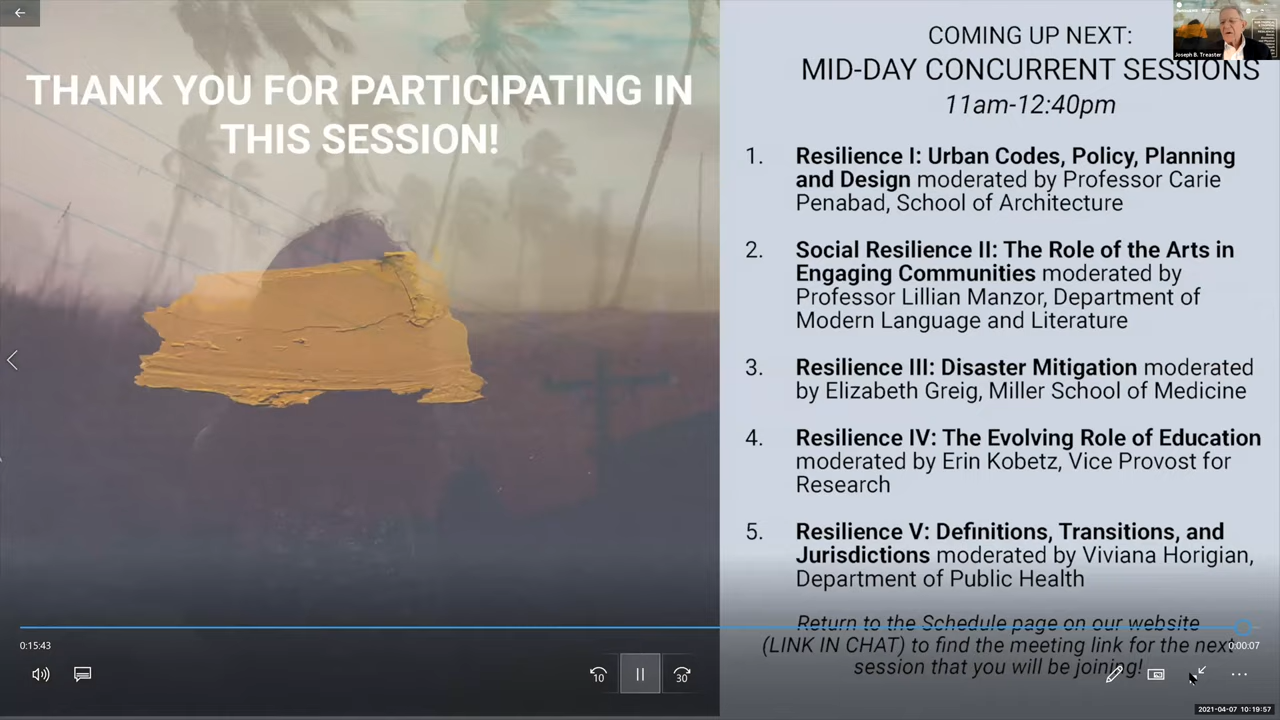 THANK YOU FOR PARTICIPATING IN
THIS SESSION!
COMING UP NEXT:
MID-DAY CONCURRENT SESSIONS
11am-12:40pm
1. Resilience I: Urban Codes, Policy, Planning
and Design moderated by Professor Carie
Penabad, School of Architecture
2. Social Resilience II: The Role of the Arts in
Engaging Communities moderated by
Professor Lillian Manzor, Department of
Modern Language and Literature
3. Resilience III: Disaster Mitigation moderated
by Elizabeth Greig, Miller School of Medicine
4. Resilience IV: The Evolving Role of Education
moderated by Erin Kobetz, Vice Provost for
Research
5. Resilience V: Definitions, Transitions, and
Jurisdictions moderated by Viviana Horigian,
Department of Public Health
Return to the Schedule page on our website
(LINK IN CHAT) to find the meeting link for the next
session that you will be joining!
Joseph B. Treaster
0:15:43
0:00:07
10
30
2021-04-07 10:19:57